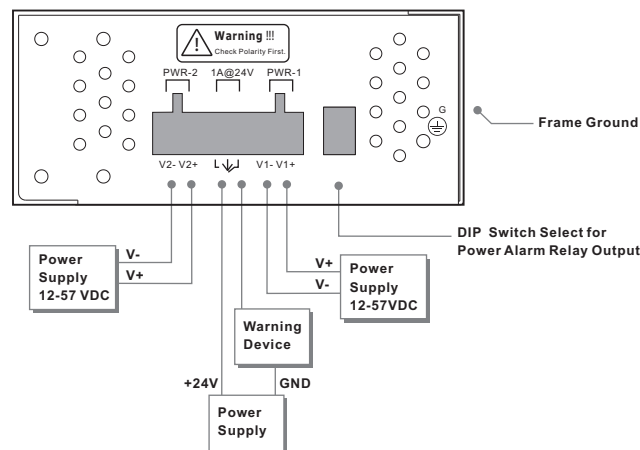 Warning !!!
Check Polarity First.
PWR-2 1A@24V PWR-1
G
Frame Ground
V2- V2+ V1- V1+
DIP Switch Select for
Power Alarm Relay Output
Power
Supply
12-57 VDC
V-
V+
V+
V-
Power
Supply
12-57VDC
Warning
Device
+24V
GND
Power
Supply